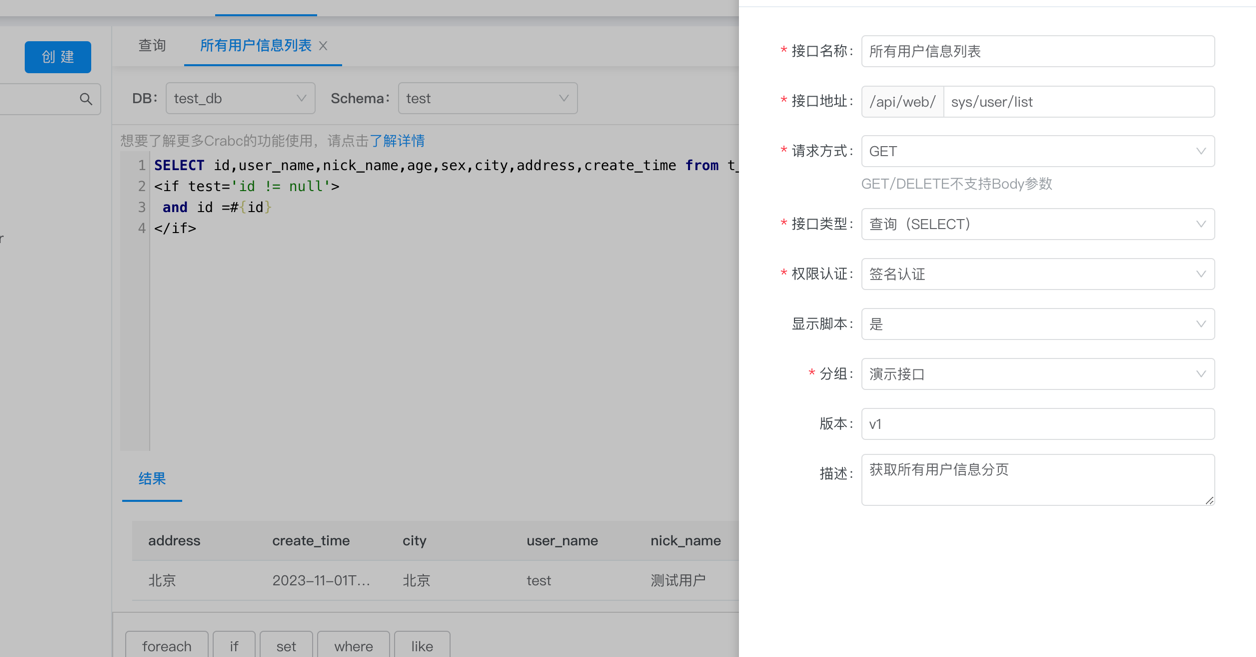 创 建
查询
所有用户信息列表
DB: test_db Schema: test
想要了解更多Crabc的功能使用，请点击了解详情
1 SELECT id,user_name,nick_name,age,sex,city,address,create_time from t_
2 <if test='id != null'>
3 and id =#{id}
4 </if>
结果
address create_time city user_name nick_name
北京 2023-11-01T... 北京 test 测试用户
foreach if set where like
* 接口名称: 所有用户信息列表
* 接口地址: /api/web/ sys/user/list
* 请求方式: GET
GET/DELETE不支持Body参数
* 接口类型: 查询（SELECT）
* 权限认证: 签名认证
显示脚本: 是
* 分组: 演示接口
版本: v1
描述: 获取所有用户信息分页